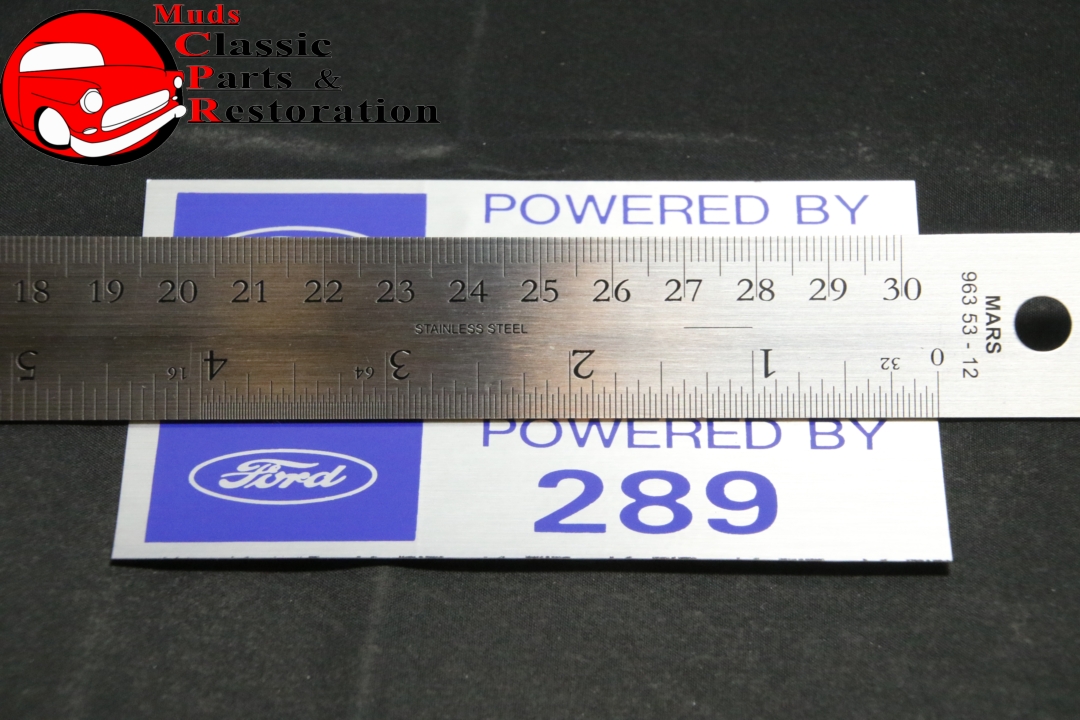 Muds
Classic
Parts &
Restoration
POWERED BY
18 19 20 21 22 23 24 25 26 27 28 29 30
STAINLESS STEEL
MARS
963 53 - 12
5 16 4 64 3 2 1 32 0
POWERED BY
Ford
289